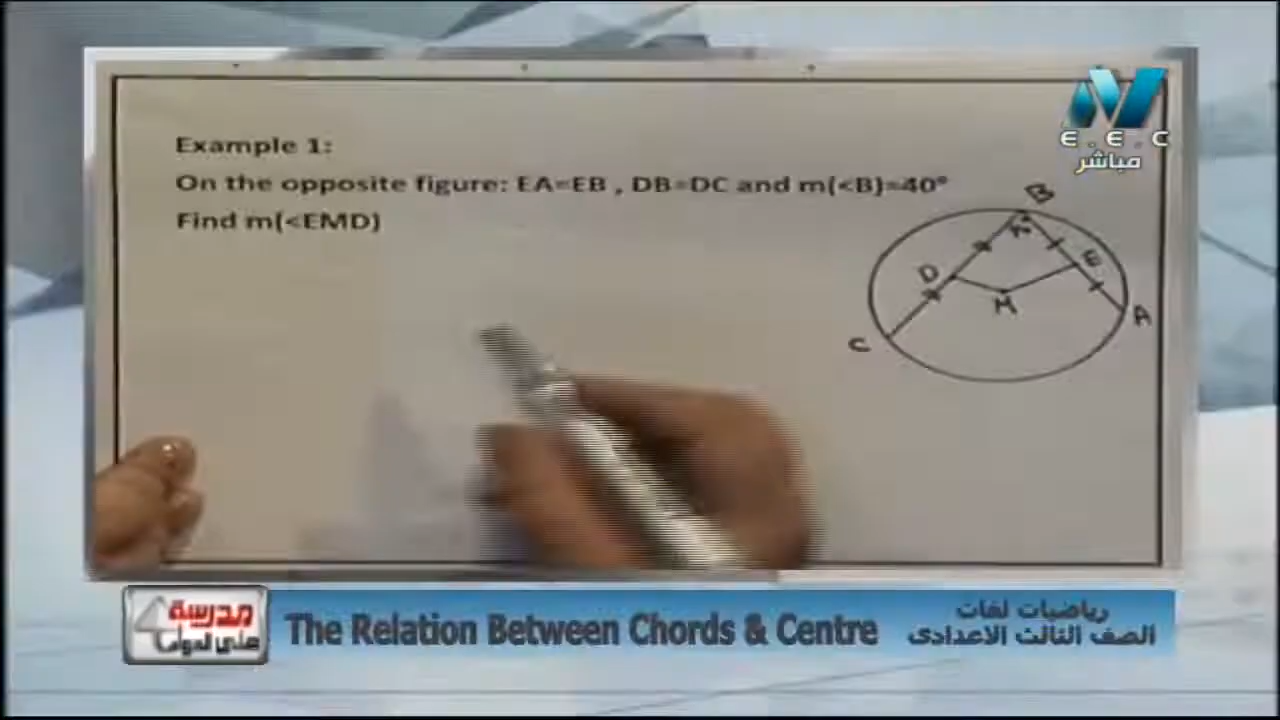 Example 1:
On the opposite figure: EA=EB , DB=DC and m(<B)=40°
Find m(<EMD)
E.E.C
مباشر
B
E
D
M
A
C
مدرسة
على الهواء
The Relation Between Chords & Centre
رياضيات لغات
الصف الثالث الاعدادى